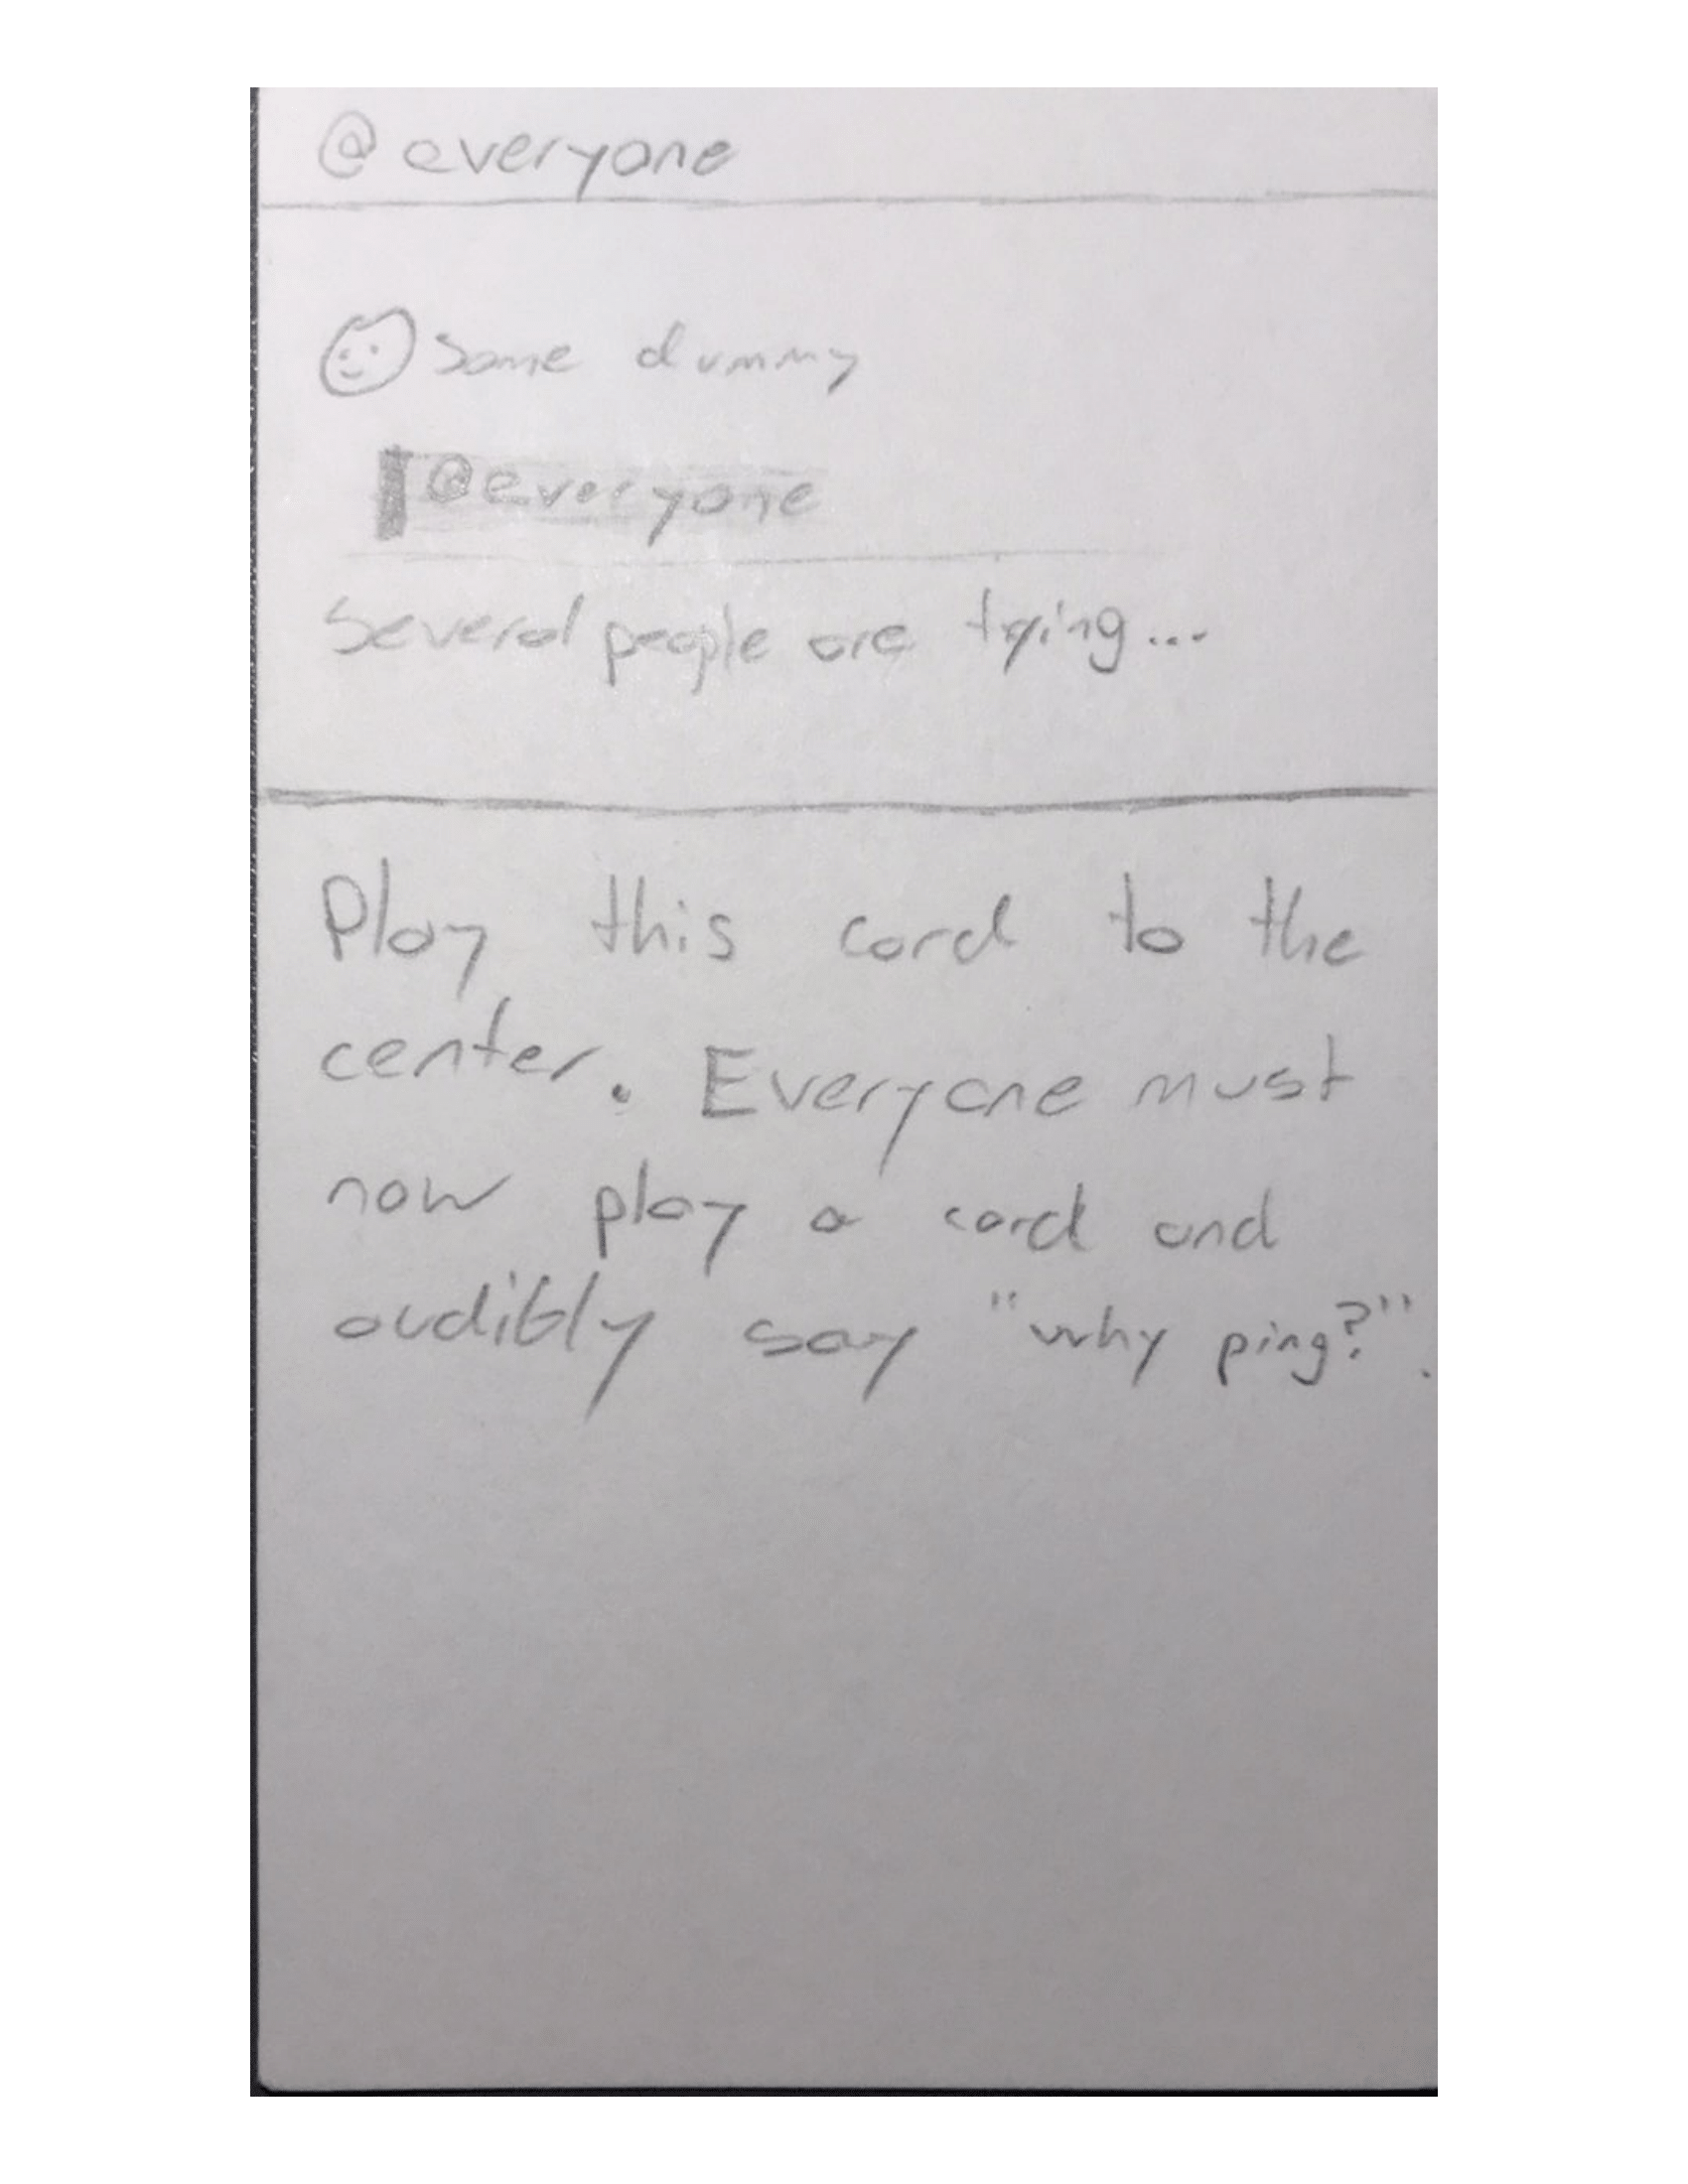 @everyone
Some dummy
@everyone
Several people are typing...
Play this card to the
center. Everyone must
now play a card and
audibly say "why ping?".